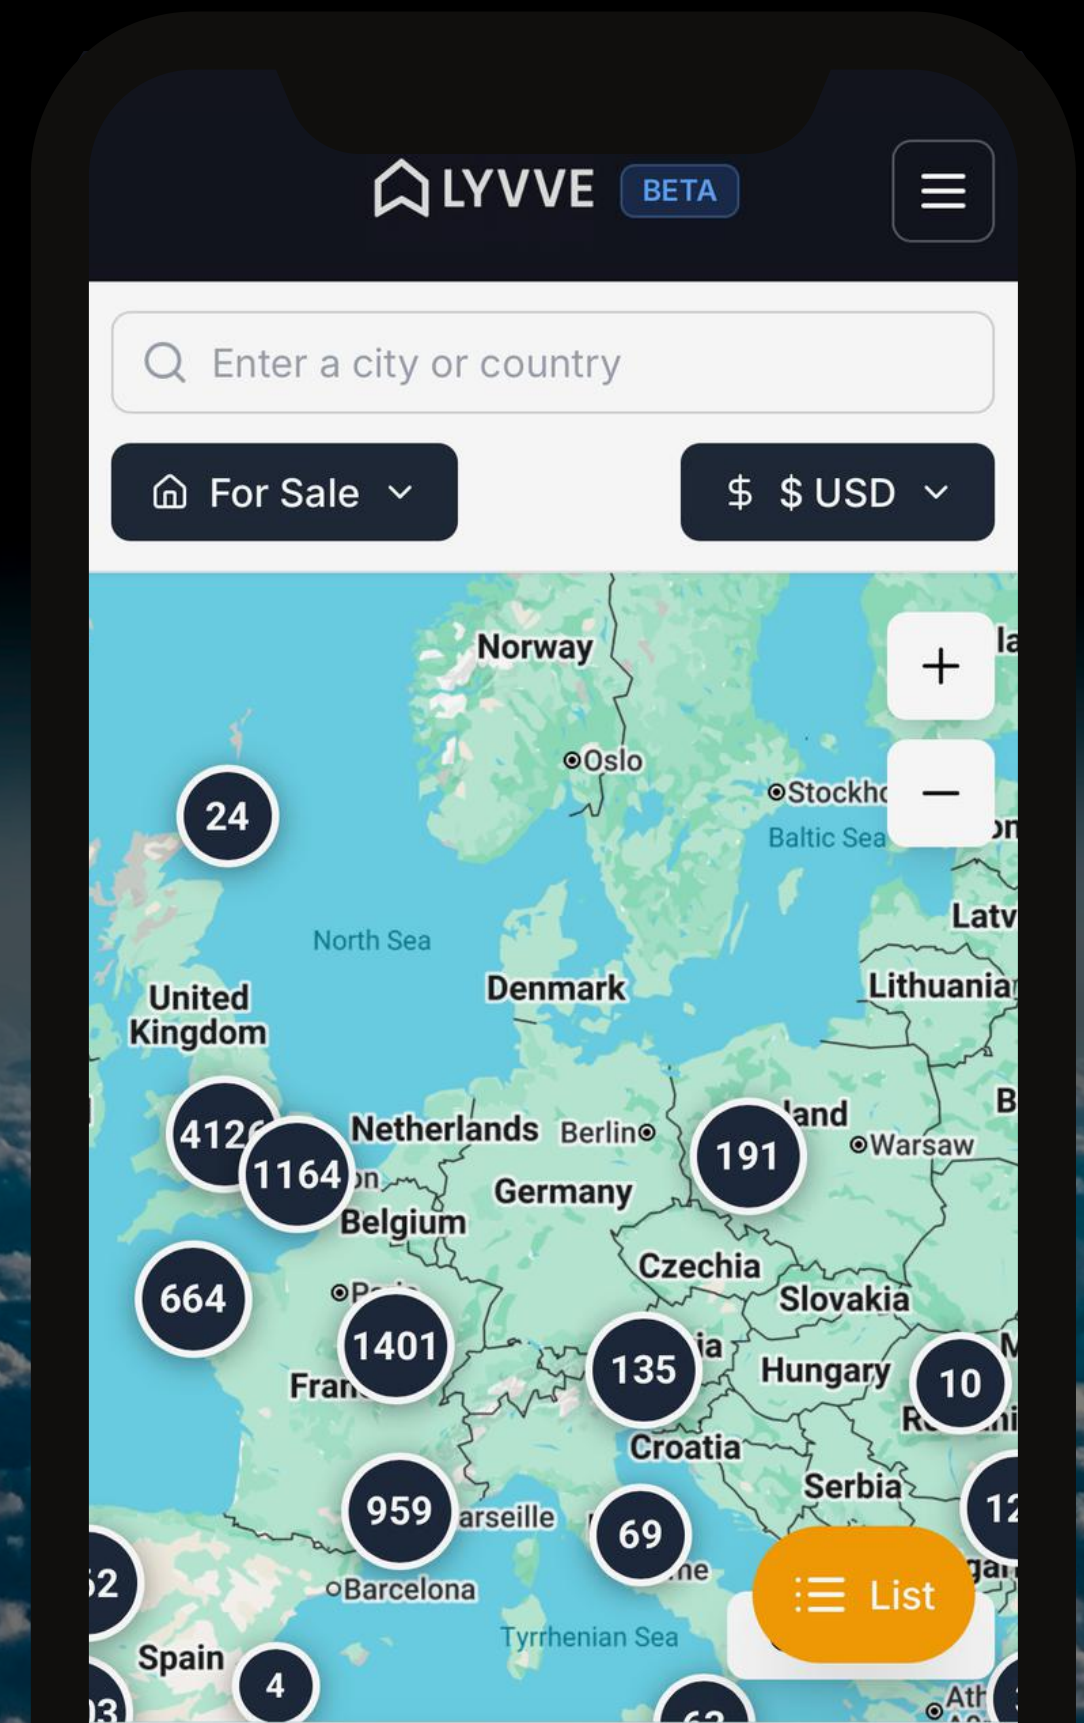 LYVVE BETA
Enter a city or country
For Sale
$ $ USD
Norway
Oslo
24
Baltic Sea
North Sea
Denmark
Lithuania
United
Kingdom
1164
Netherlands
Berlin
191
Warsaw
Germany
Belgium
Czechia
664
Slovakia
1401
135
Hungary
10
Croatia
Serbia
959
69
List
Barcelona
Tyrrhenian Sea
Spain
4